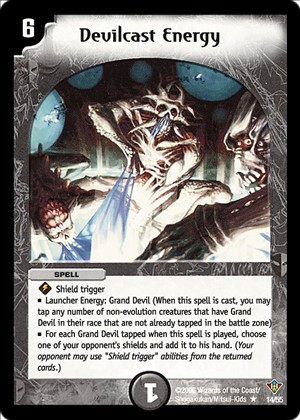 6
Devilcast Energy
SPELL
Shield trigger
▪ Launcher Energy: Grand Devil (When this spell is cast, you may
tap any number of non-evolution creatures that have Grand
Devil in their race that are not already tapped in the battle zone)
▪ For each Grand Devil tapped when this spell is played, choose
one of your opponent's shields and add it to his hand. (Your
opponent may use "Shield trigger" abilities from the returned
cards.)
1
©2006 Wizards of the Coast/
Shogakukan/Mitsui-Kids ★ 14/55